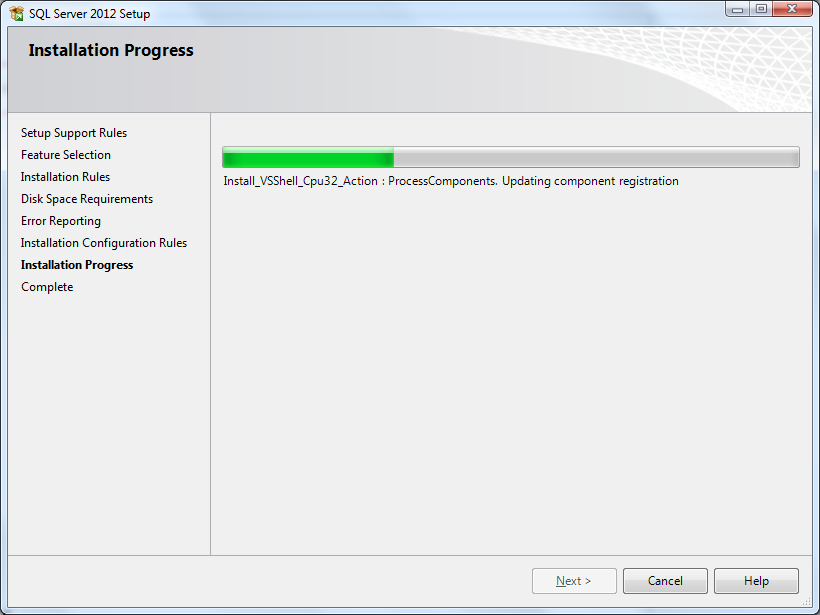 SQL Server 2012 Setup
Installation Progress
Setup Support Rules
Feature Selection
Installation Rules
Disk Space Requirements
Error Reporting
Installation Configuration Rules
Installation Progress
Complete
Install_VSShell_Cpu32_Action : ProcessComponents. Updating component registration
Next >
Cancel
Help